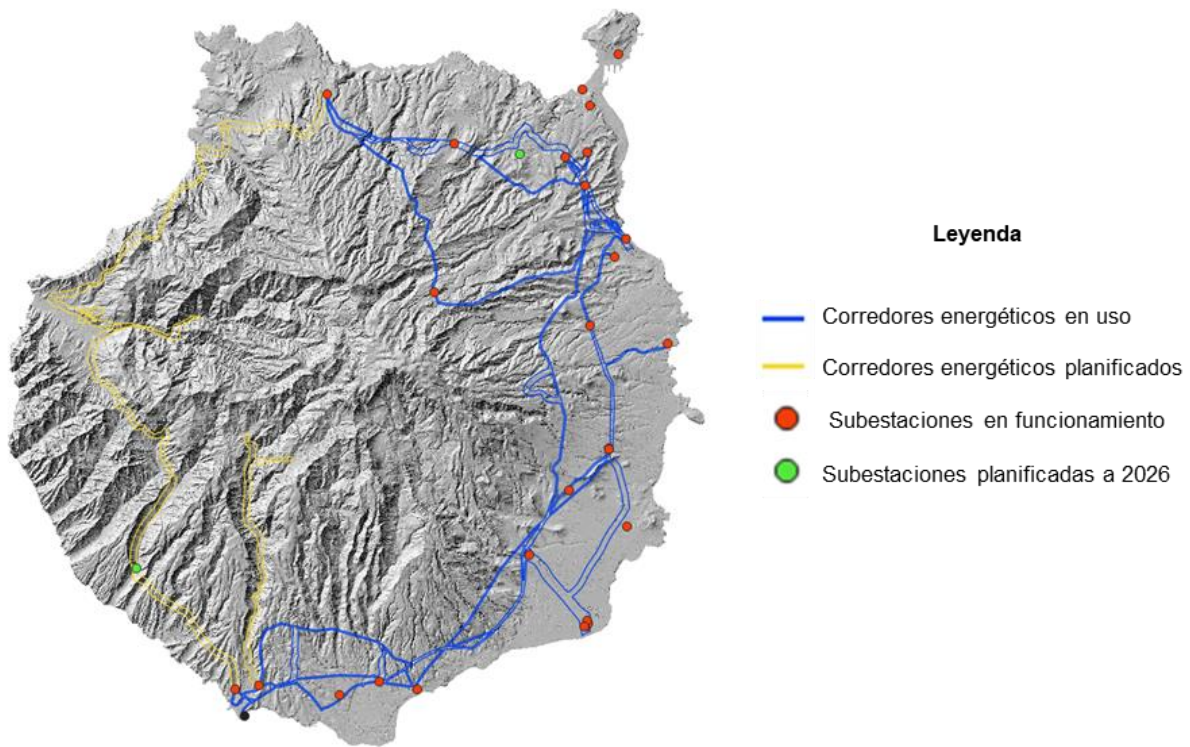 Leyenda
Corredores energéticos en uso
Corredores energéticos planificados
Subestaciones en funcionamiento
Subestaciones planificadas a 2026